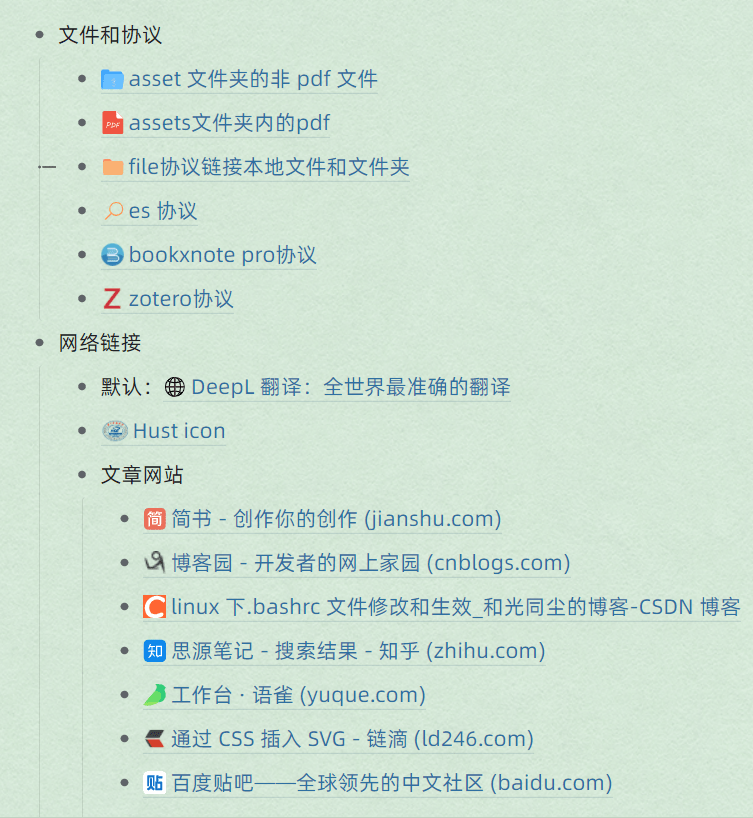 文件和协议
asset 文件夹的非 pdf 文件
PDF assets文件夹内的pdf
file协议链接本地文件和文件夹
es 协议
bookxnote pro协议
Z zotero协议
网络链接
默认：DeepL 翻译：全世界最准确的翻译
Hust icon
文章网站
简 简书 - 创作你的创作 (jianshu.com)
博客园 - 开发者的网上家园 (cnblogs.com)
C linux 下.bashrc 文件修改和生效_和光同尘的博客-CSDN 博客
知 思源笔记 - 搜索结果 - 知乎 (zhihu.com)
工作台 · 语雀 (yuque.com)
通过 CSS 插入 SVG - 链滴 (ld246.com)
贴 百度贴吧——全球领先的中文社区 (baidu.com)